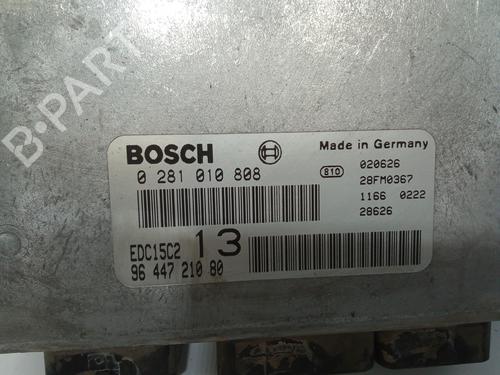 B-PART
BOSCH
Made in Germany
0 281 010 808
810
020626
28FM0367
1166 0222
28626
EDC15C2 13
96 447 210 80